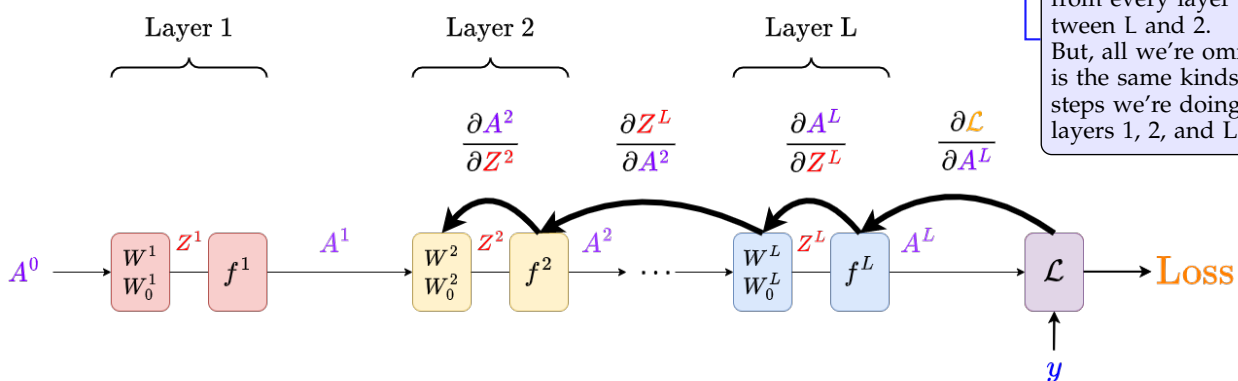 from every layer
tween L and 2.
But, all we're
is the same kinds
steps we're doing
layers 1, 2, and L
Layer 1 Layer 2 Layer L
∂A² ∂Z^L ∂A^L ∂ℒ
∂Z² ∂A² ∂Z^L ∂A^L
A⁰ W¹ Z¹ f¹ A¹ W² Z² f² A² ... W^L Z^L f^L A^L ℒ Loss
W₀¹ W₀² W₀^L
y